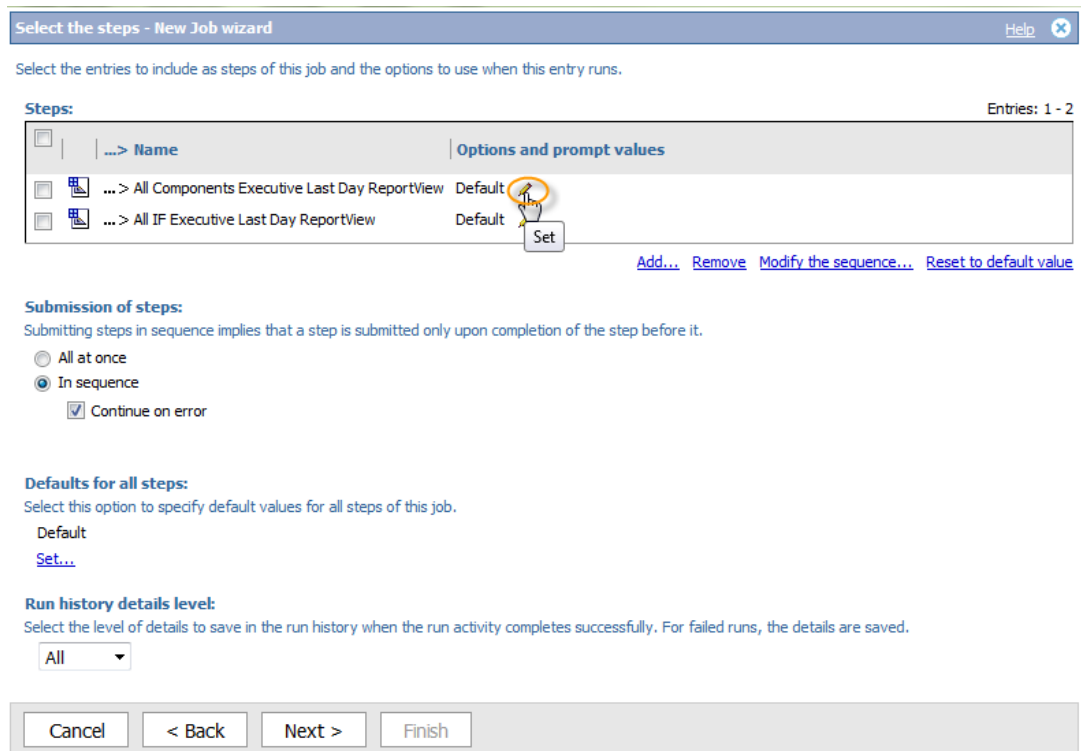 Select the steps - New Job wizard Help
Select the entries to include as steps of this job and the options to use when this entry runs.
Steps: Entries: 1 - 2
...> Name Options and prompt values
... > All Components Executive Last Day ReportView Default
... > All IF Executive Last Day ReportView Default
Set
Add... Remove Modify the sequence... Reset to default value
Submission of steps:
Submitting steps in sequence implies that a step is submitted only upon completion of the step before it.
All at once
In sequence
Continue on error
Defaults for all steps:
Select this option to specify default values for all steps of this job.
Default
Set...
Run history details level:
Select the level of details to save in the run history when the run activity completes successfully. For failed runs, the details are saved.
All
Cancel < Back Next > Finish